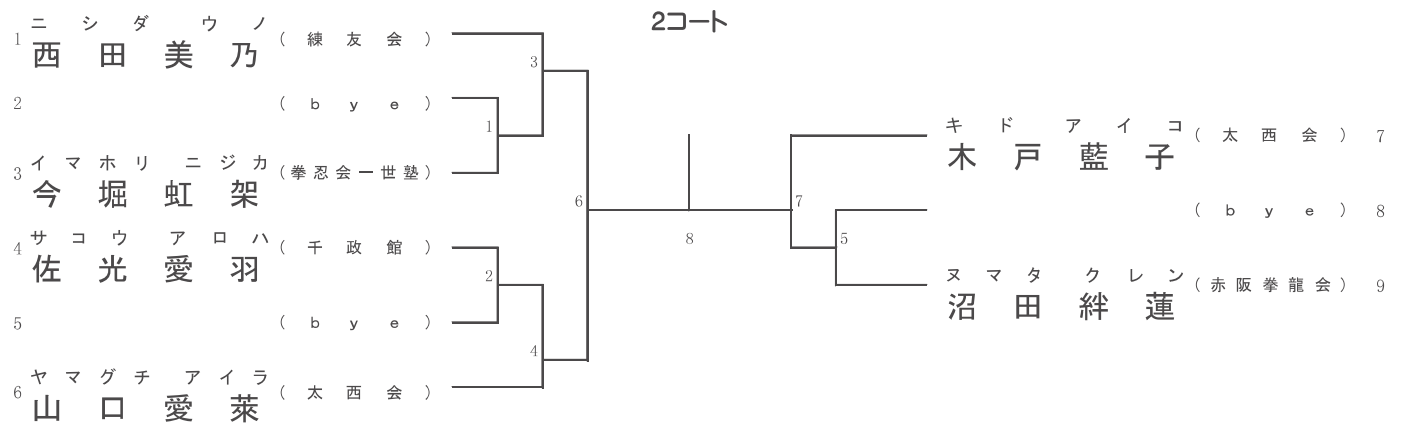 2コート
ニシダ ウノ
1 西田美乃 (練友会)
3
2 (bye)
1
イマホリ ニジカ
3 今堀虹架 (拳忍会一世塾)
6
サコウ アロハ
4 佐光愛羽 (千政館)
2
5 (bye)
4
ヤマグチ アイラ
6 山口愛萊 (太西会)
8
キド アイコ
木戸藍子 (太西会) 7
7
(bye) 8
5
ヌマタ クレン
沼田絆蓮 (赤阪拳龍会) 9